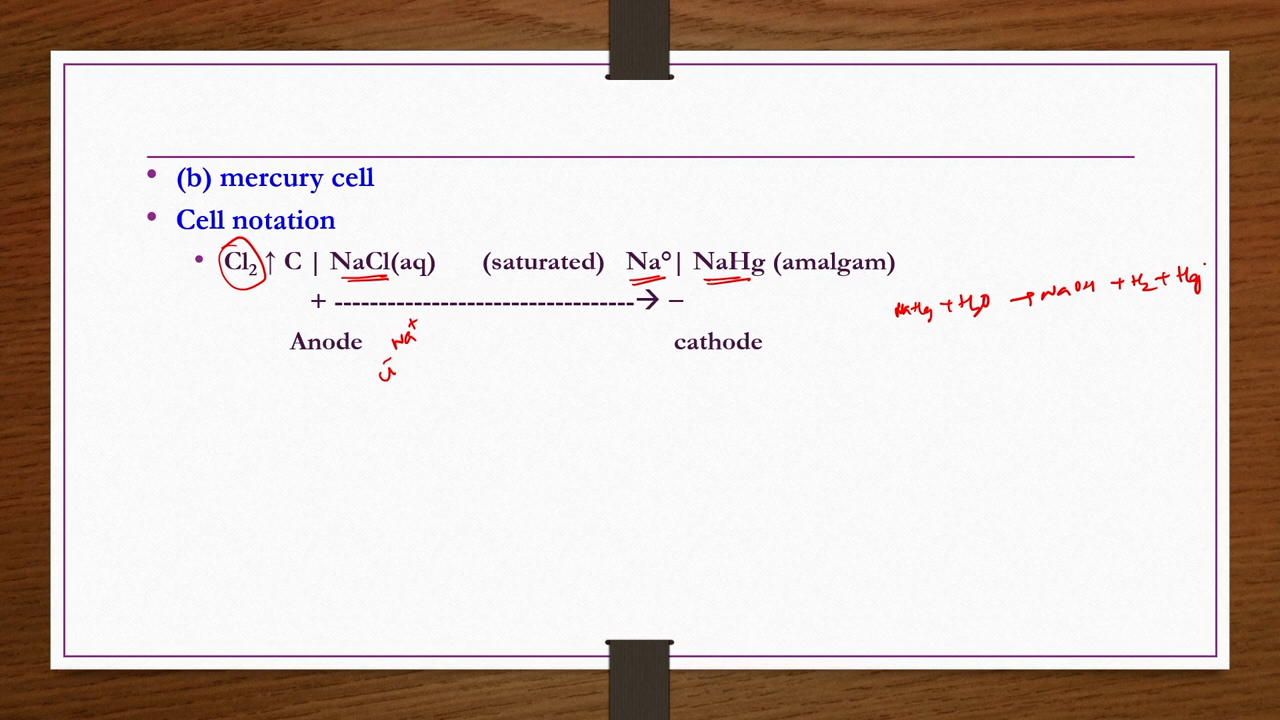 (b) mercury cell
Cell notation
Cl₂ ↑ C | NaCl(aq) (saturated) Na° | NaHg (amalgam)
+ ----------------------------------→ –
NaHg + H₂O → NaOH + H₂ + Hg
Anode Na⁺ cathode
Cl⁻